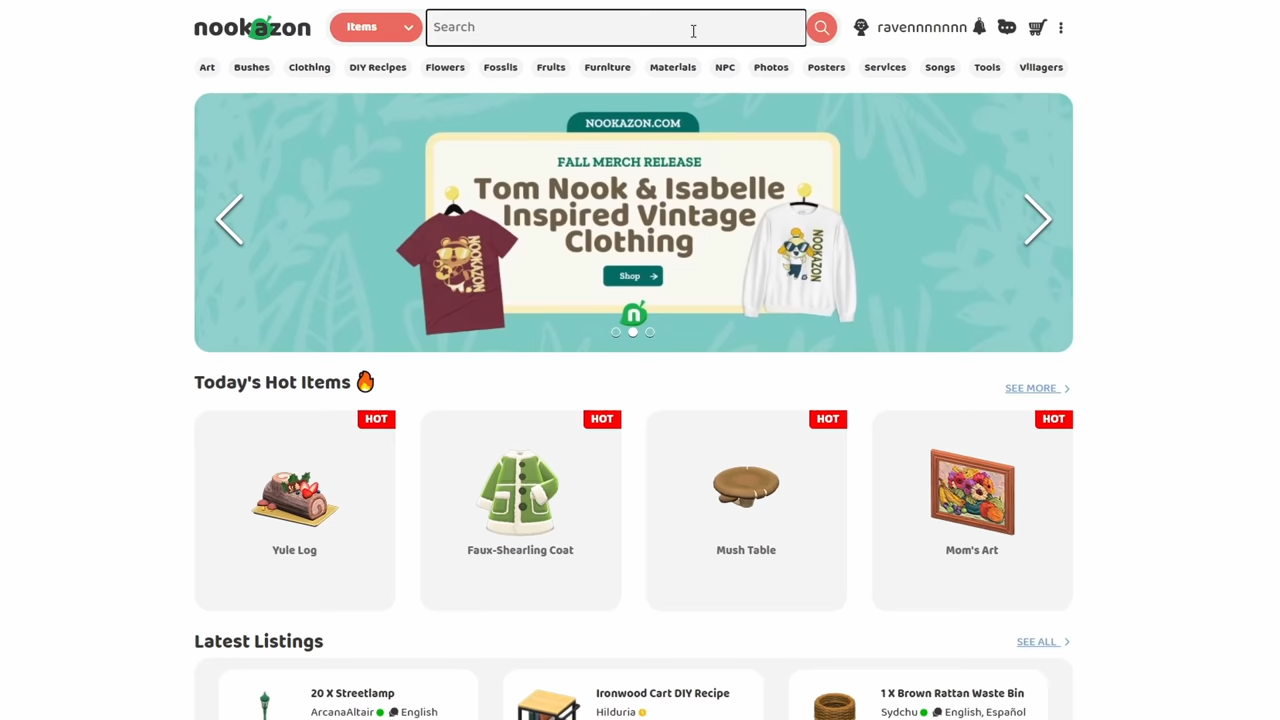 nookazon
Items
Search
ravennnnnnn
Art
Bushes
Clothing
DIY Recipes
Flowers
Fossils
Fruits
Furniture
Materials
NPC
Photos
Posters
Services
Songs
Tools
Villagers
NOOKAZON.COM
FALL MERCH RELEASE
Tom Nook & Isabelle
Inspired Vintage
Clothing
Shop
NOOKAZON
NOOKAZON
n
Today's Hot Items
SEE MORE
HOT
HOT
HOT
HOT
Yule Log
Faux-Shearling Coat
Mush Table
Mom's Art
Latest Listings
SEE ALL
20 X Streetlamp
ArcanaAltair English
Ironwood Cart DIY Recipe
Hilduria
1 X Brown Rattan Waste Bin
Sydchu English, Español